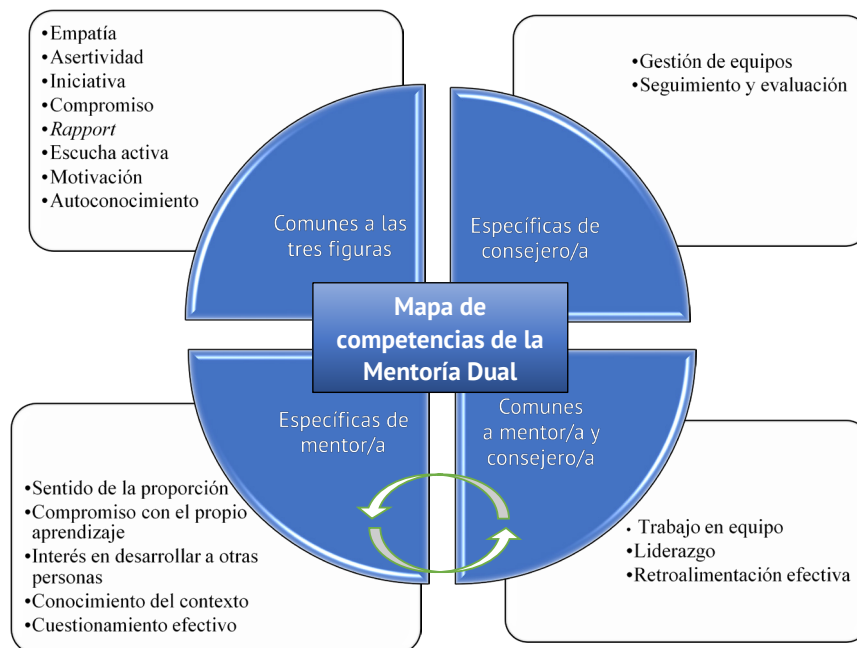 •Empatía
•Asertividad
•Iniciativa
•Compromiso
•Rapport
•Escucha activa
•Motivación
•Autoconocimiento
•Gestión de equipos
•Seguimiento y evaluación
Comunes a las
tres figuras
Específicas de
consejero/a
Mapa de
competencias de la
Mentoría Dual
Específicas de
mentor/a
Comunes
a mentor/a y
consejero/a
•Sentido de la proporción
•Compromiso con el propio
aprendizaje
•Interés en desarrollar a otras
personas
•Conocimiento del contexto
•Cuestionamiento efectivo
. Trabajo en equipo
•Liderazgo
•Retroalimentación efectiva